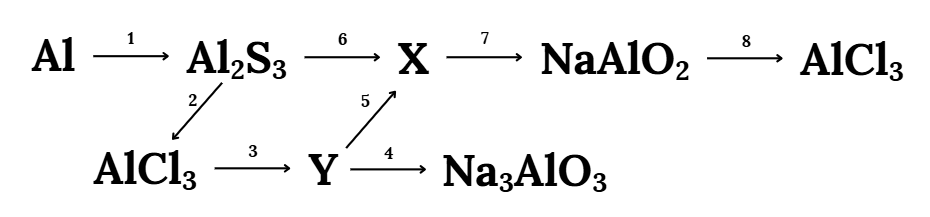 Al 1 Al₂S₃ 6 X 7 NaAlO₂ 8 AlCl₃
2 5
AlCl₃ 3 Y 4 Na₃AlO₃